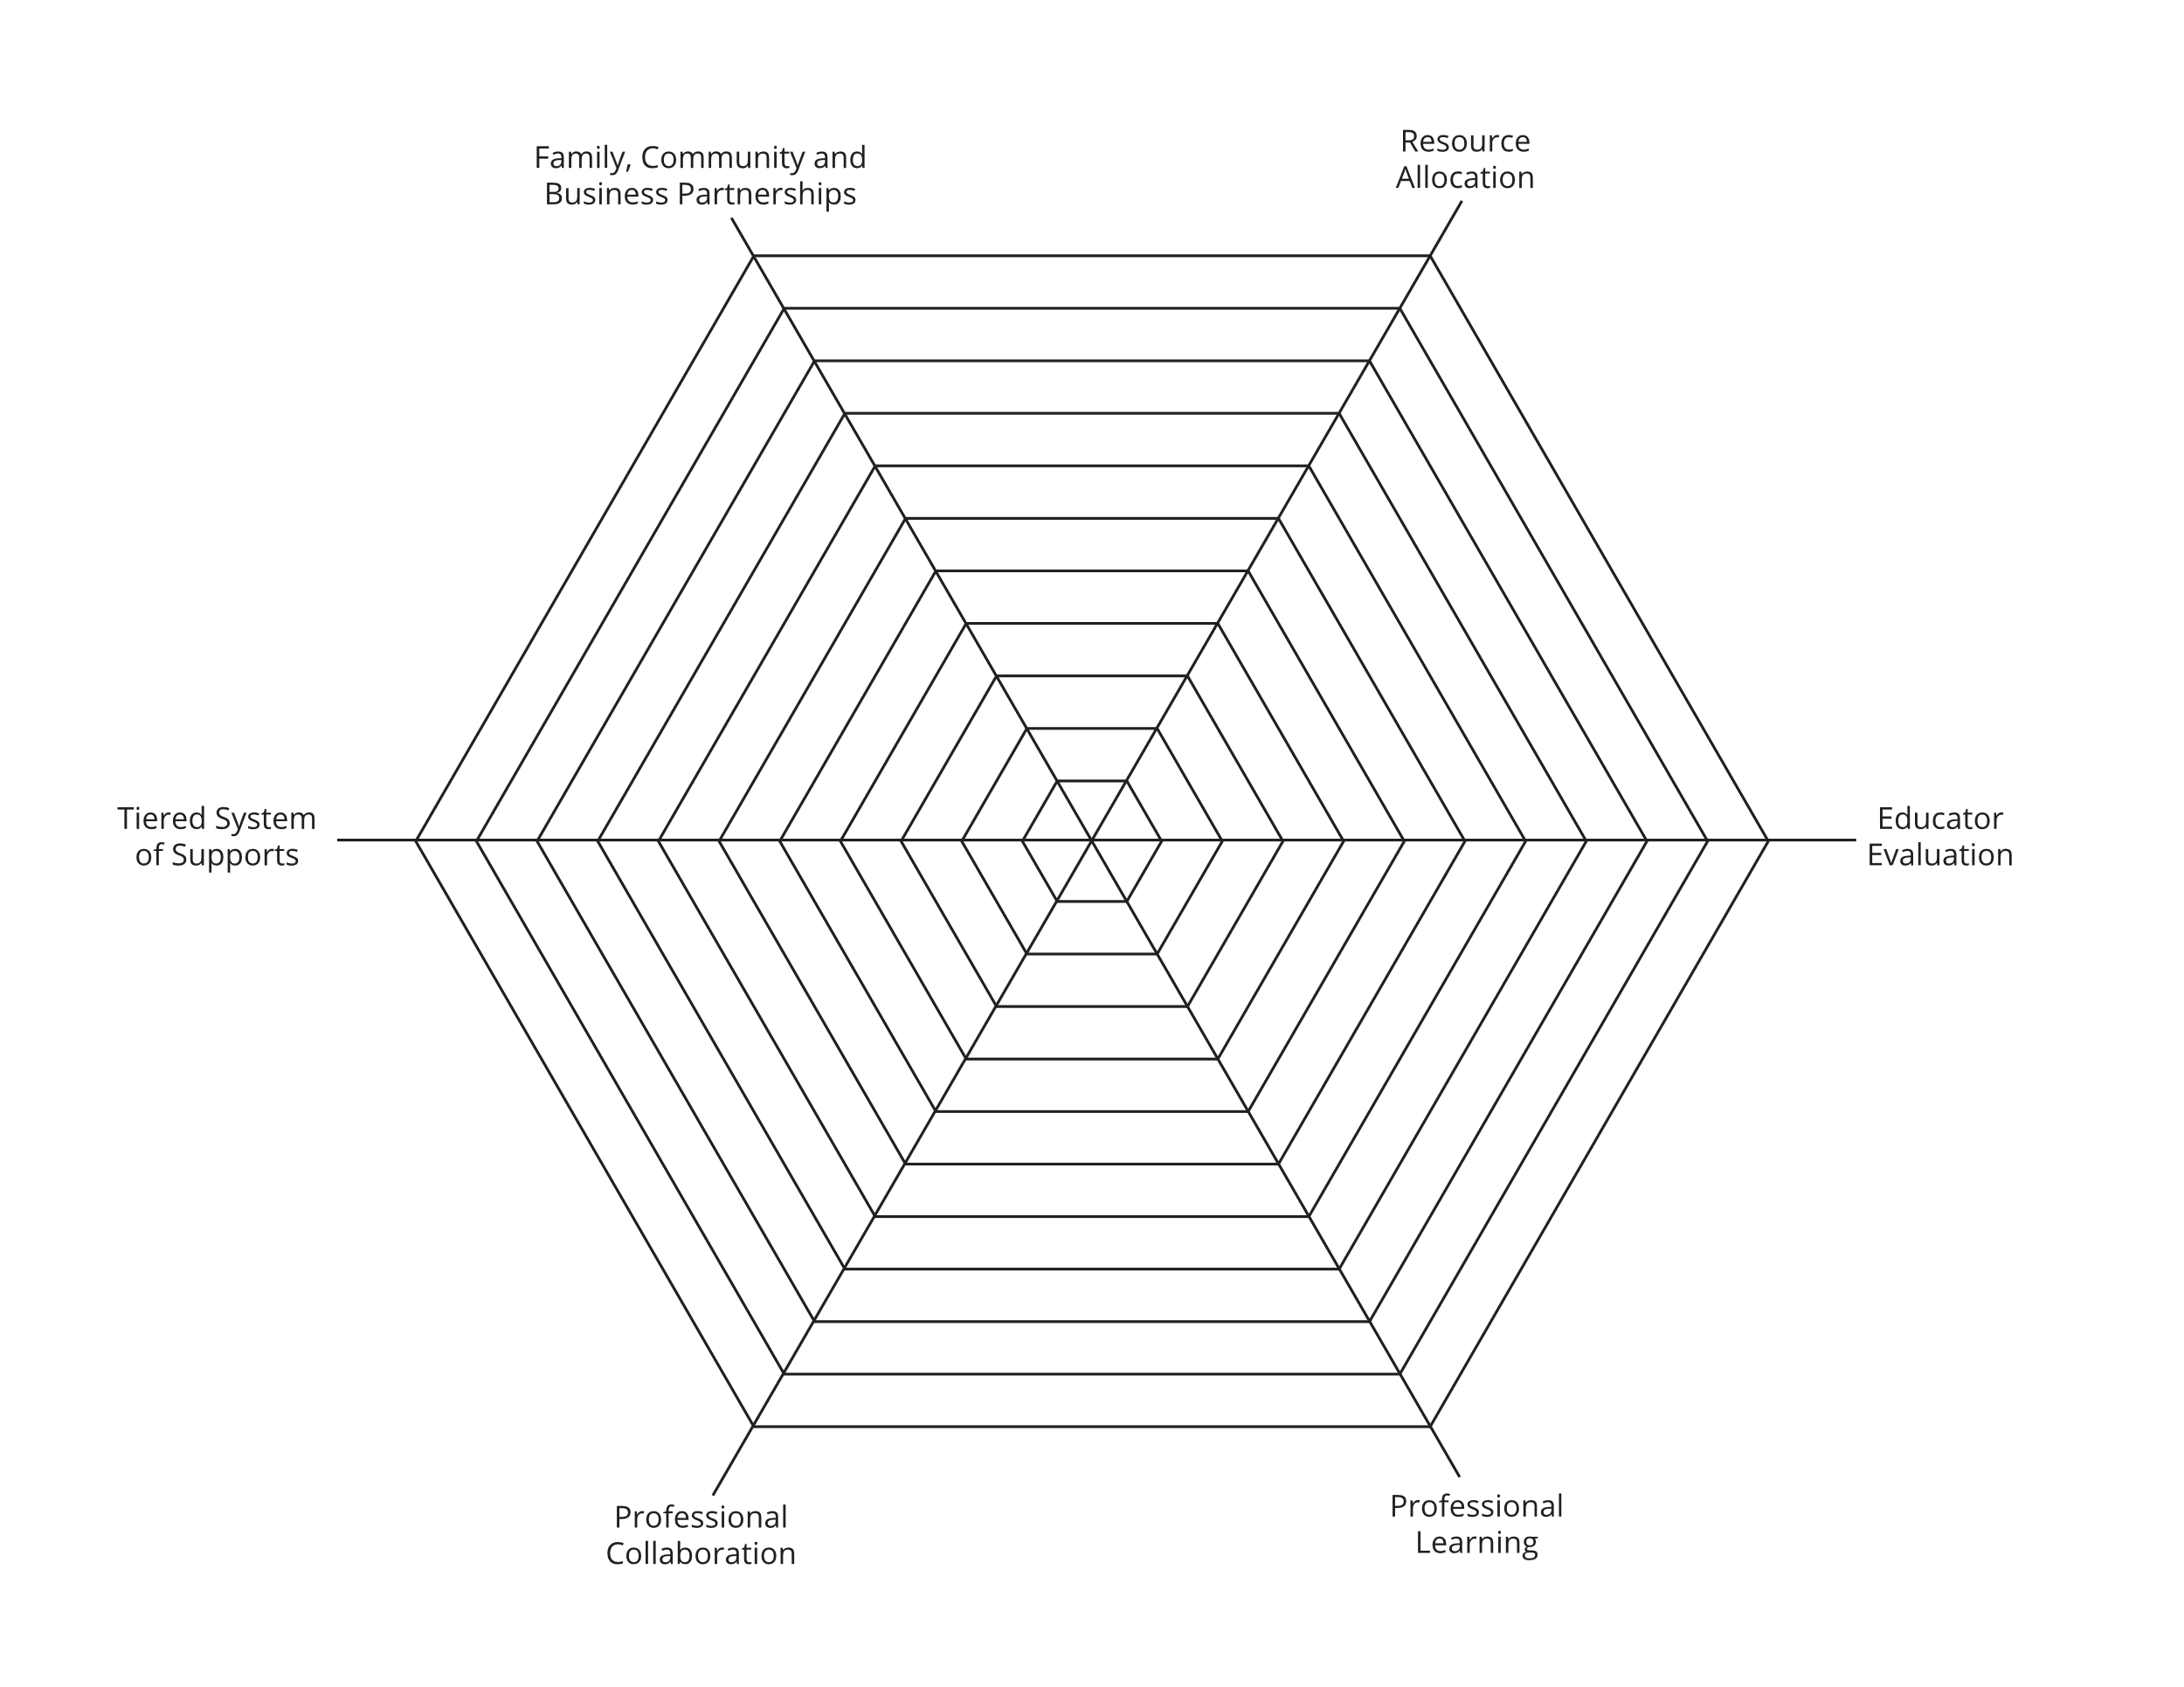 Family, Community and
Business Partnerships
Resource
Allocation
Tiered System
of Supports
Educator
Evaluation
Professional
Collaboration
Professional
Learning